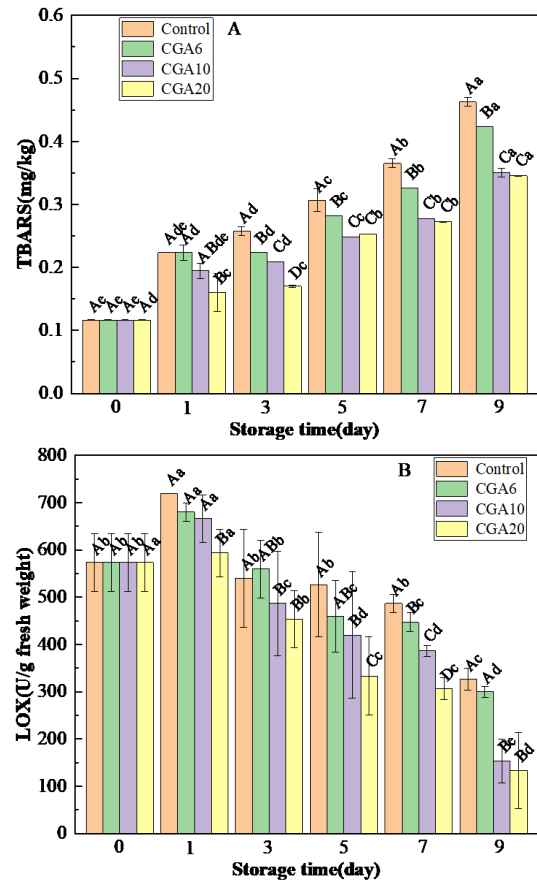 0.6
0.5
0.4
0.3
0.2
0.1
0.0
TBARS(mg/kg)
A
Control
CGA6
CGA10
CGA20
Ae Ae Ae Ad
Ade Ad ABde Bc
Ad Bd Cd Dc
Ac Bc Cc Cb
Ab Bb Cb Cb
Aa Ba Ca Ca
0 1 3 5 7 9
Storage time(day)
800
700
600
500
400
300
200
100
0
LOX(U/g fresh weight)
B
Control
CGA6
CGA10
CGA20
Ab Ab Ab Aa
Aa Aa Aa Ba
Ab ABb Bc Bb
Ab ABc Bd Cc
Ab Bc Cd Dc
Ac Ad Be Bd
0 1 3 5 7 9
Storage time(day)